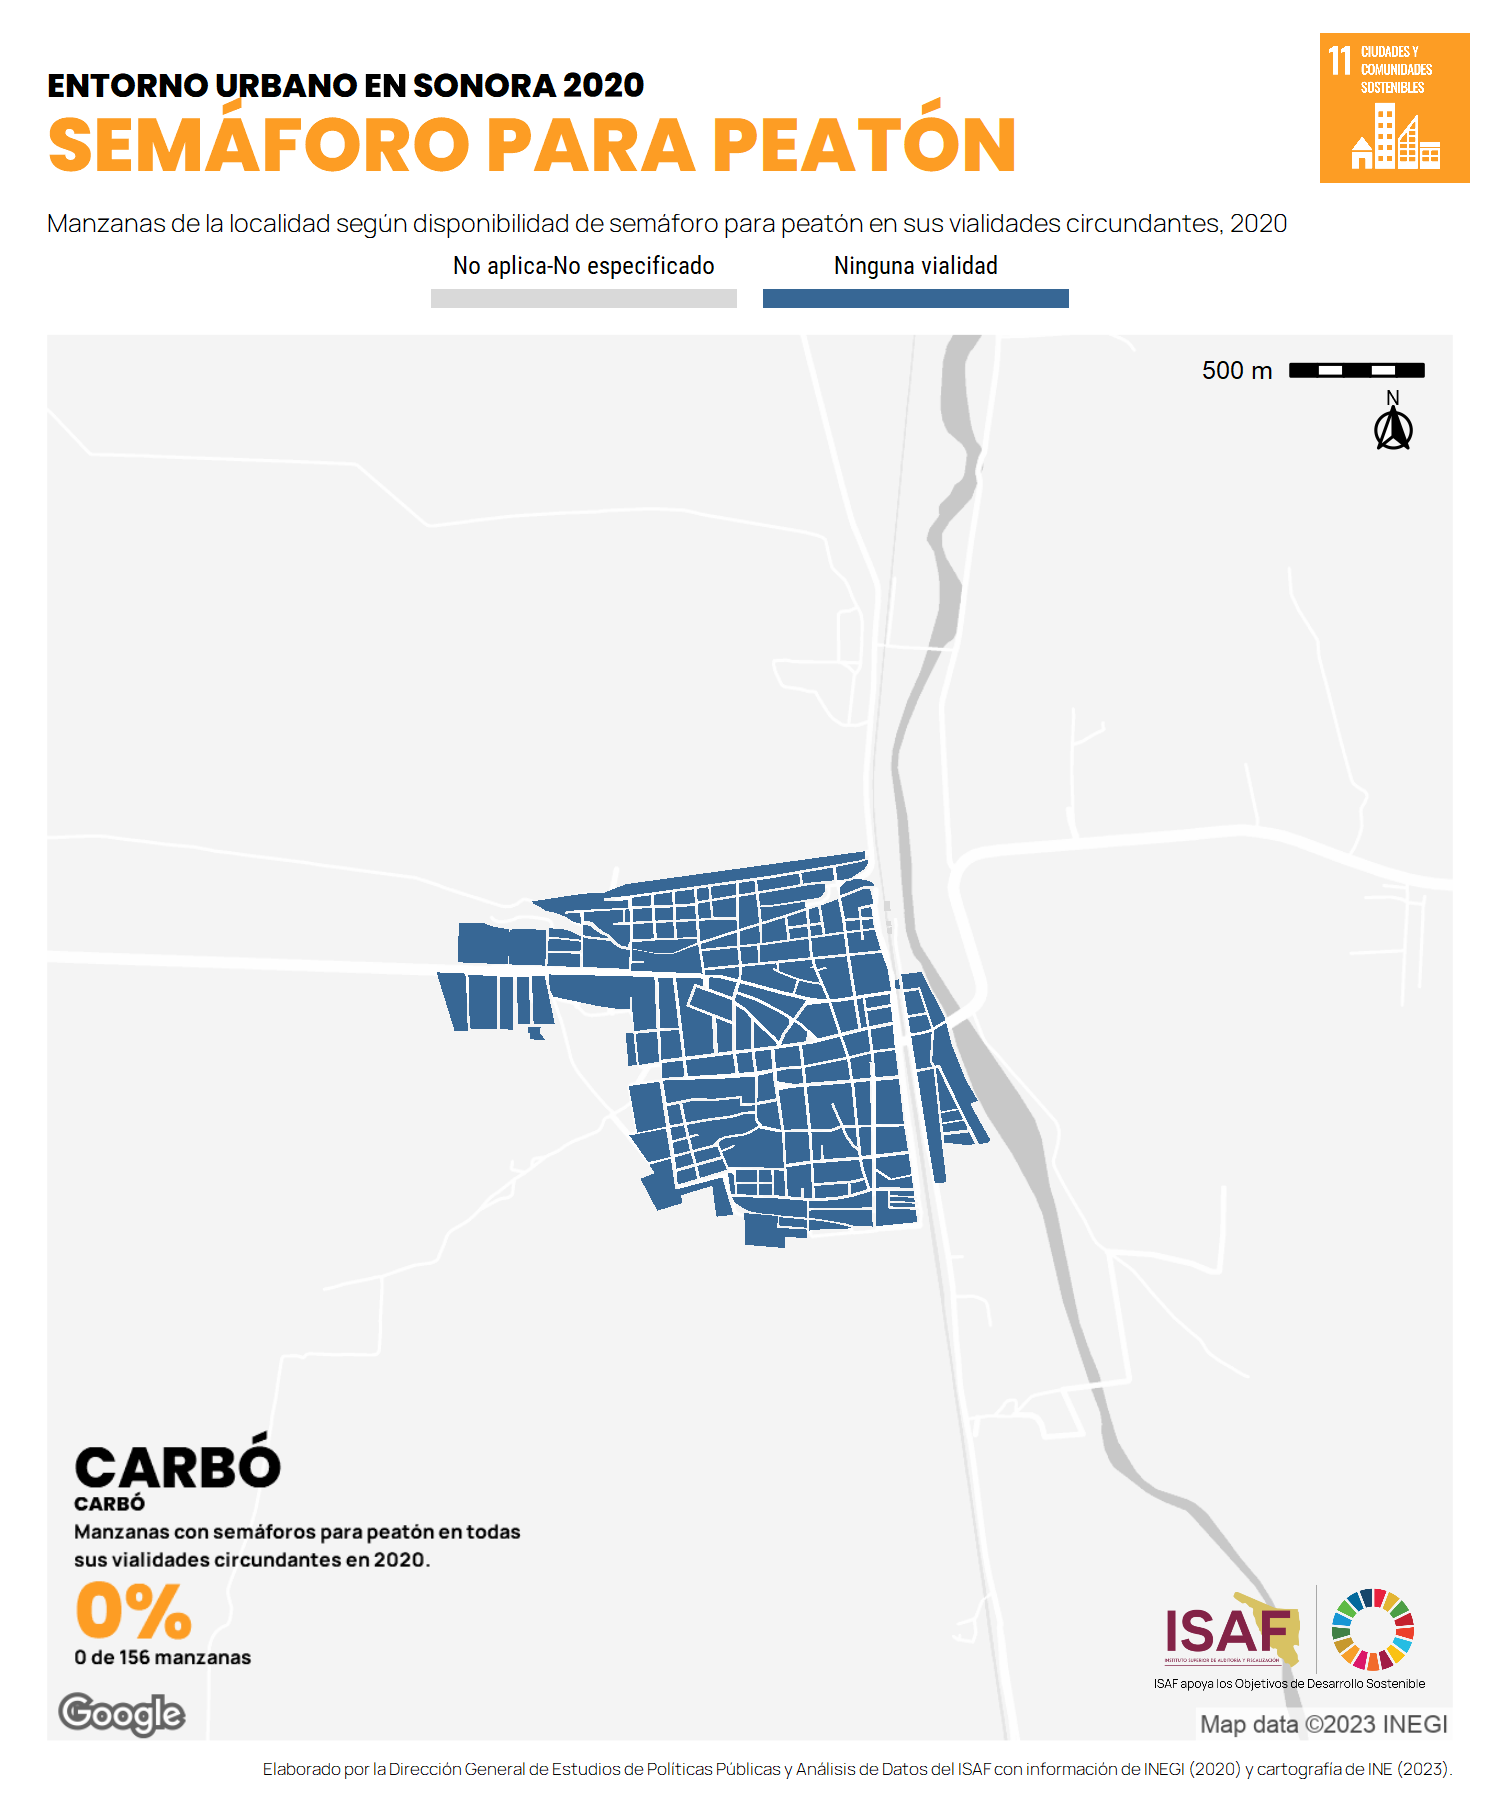 ENTORNO URBANO EN SONORA 2020
SEMÁFORO PARA PEATÓN
11 CIUDADES Y
COMUNIDADES
SOSTENIBLES
Manzanas de la localidad según disponibilidad de semáforo para peatón en sus vialidades circundantes, 2020
No aplica-No especificado
Ninguna vialidad
500 m
N
CARBÓ
CARBÓ
Manzanas con semáforos para peatón en todas
sus vialidades circundantes en 2020.
0%
0 de 156 manzanas
Google
ISAF
INSTITUTO SUPERIOR DE AUDITORÍA Y FISCALIZACIÓN
ISAF apoya los Objetivos de Desarrollo Sostenible
Map data ©2023 INEGI
Elaborado por la Dirección General de Estudios de Políticas Públicas y Análisis de Datos del ISAF con información de INEGI (2020) y cartografía de INE (2023).